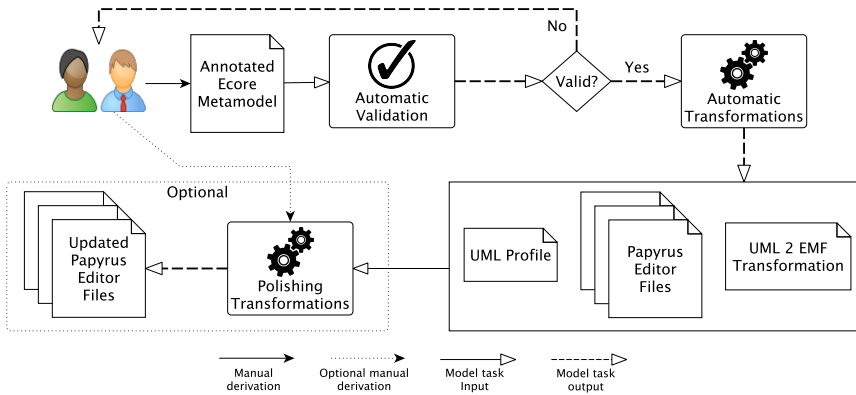 No
Annotated
Ecore
Metamodel
Automatic
Validation
Valid?
Yes
Automatic
Transformations
Optional
Updated
Papyrus
Editor
Files
Polishing
Transformations
UML Profile
Papyrus
Editor
Files
UML 2 EMF
Transformation
Manual
derivation
Optional manual
derivation
Model task
Input
Model task
output